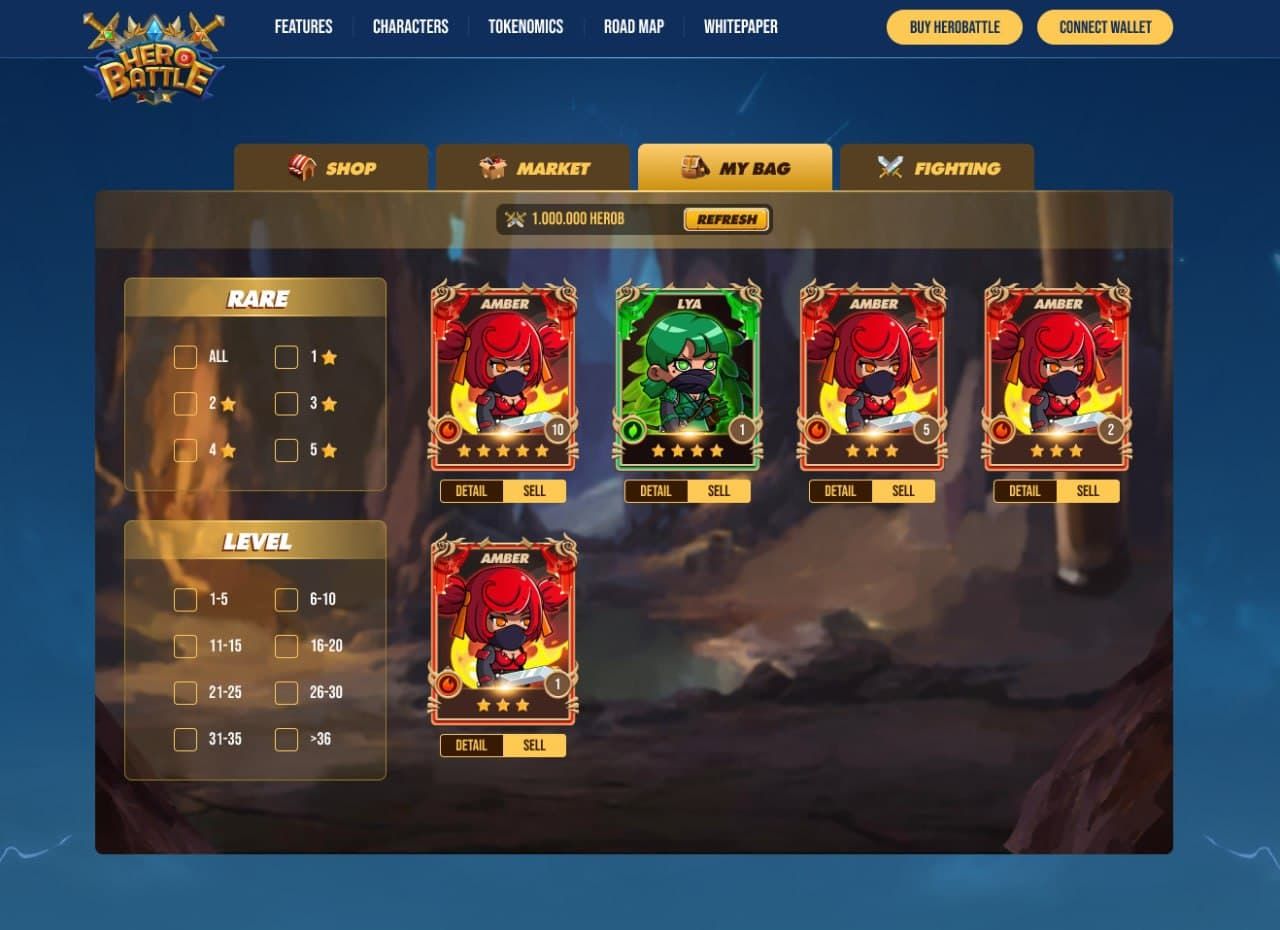 HERO
BATTLE
FEATURES
CHARACTERS
TOKENOMICS
ROAD MAP
WHITEPAPER
BUY HEROBATTLE
CONNECT WALLET
SHOP
MARKET
MY BAG
FIGHTING
1.000.000 HEROB
REFRESH
RARE
ALL
1
2
3
4
5
LEVEL
1-5
6-10
11-15
16-20
21-25
26-30
31-35
>36
AMBER
10
DETAIL
SELL
LYA
1
DETAIL
SELL
AMBER
5
DETAIL
SELL
AMBER
2
DETAIL
SELL
AMBER
1
DETAIL
SELL